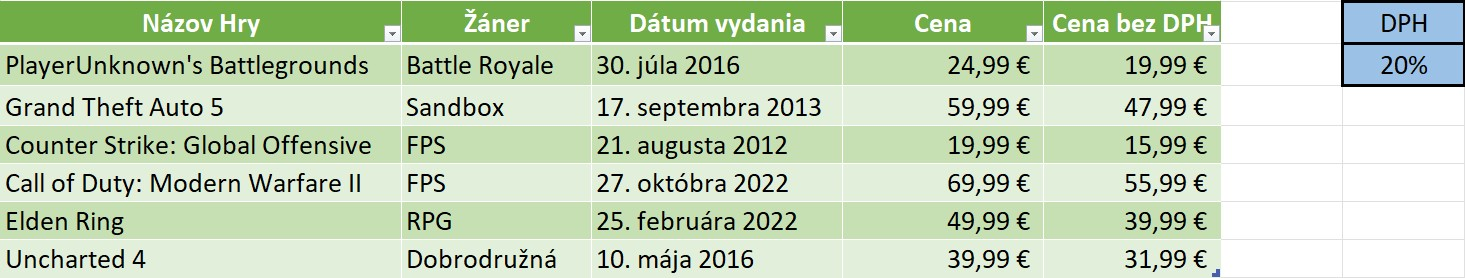 Názov Hry Žáner Dátum vydania Cena Cena bez DPH DPH
PlayerUnknown's Battlegrounds Battle Royale 30. júla 2016 24,99 € 19,99 € 20%
Grand Theft Auto 5 Sandbox 17. septembra 2013 59,99 € 47,99 €
Counter Strike: Global Offensive FPS 21. augusta 2012 19,99 € 15,99 €
Call of Duty: Modern Warfare II FPS 27. októbra 2022 69,99 € 55,99 €
Elden Ring RPG 25. februára 2022 49,99 € 39,99 €
Uncharted 4 Dobrodružná 10. mája 2016 39,99 € 31,99 €